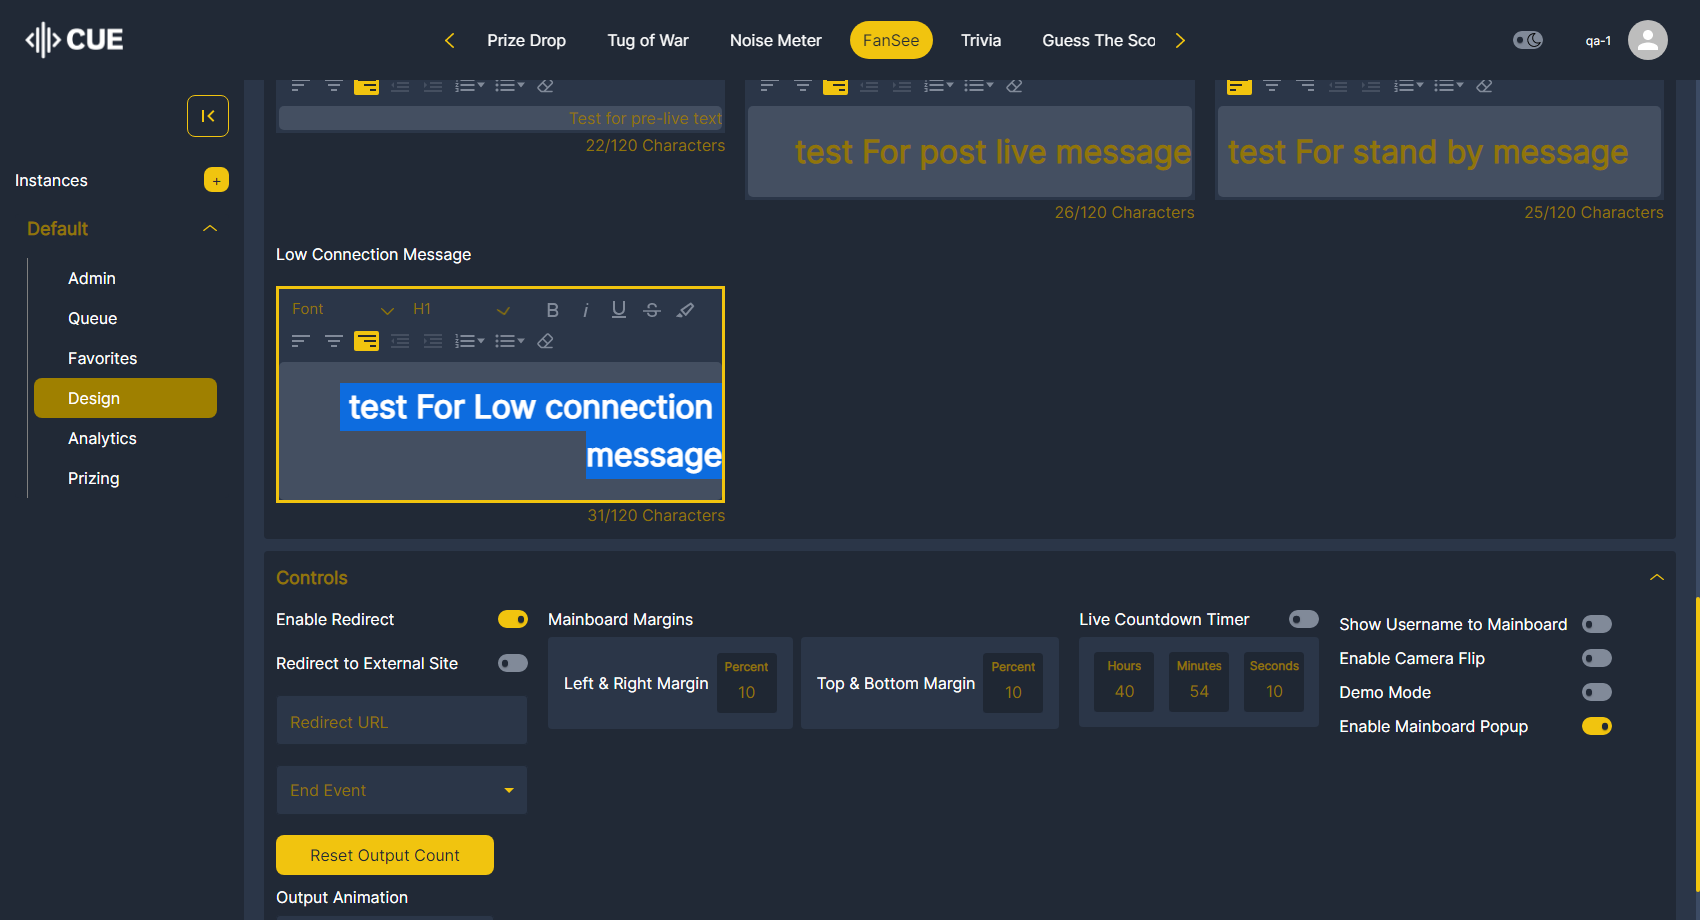 CUE
Prize Drop
Tug of War
Noise Meter
FanSee
Trivia
Guess The Sco
qa-1
Instances
+
Default
Admin
Queue
Favorites
Design
Analytics
Prizing
Test for pre-live text
22/120 Characters
test For post live message
26/120 Characters
test For stand by message
25/120 Characters
Low Connection Message
Font
H1
B i U S
test For Low connection
message
31/120 Characters
Controls
Enable Redirect
Redirect to External Site
Redirect URL
End Event
Reset Output Count
Output Animation
Mainboard Margins
Left & Right Margin
Percent
10
Top & Bottom Margin
Percent
10
Live Countdown Timer
Hours
40
Minutes
54
Seconds
10
Show Username to Mainboard
Enable Camera Flip
Demo Mode
Enable Mainboard Popup